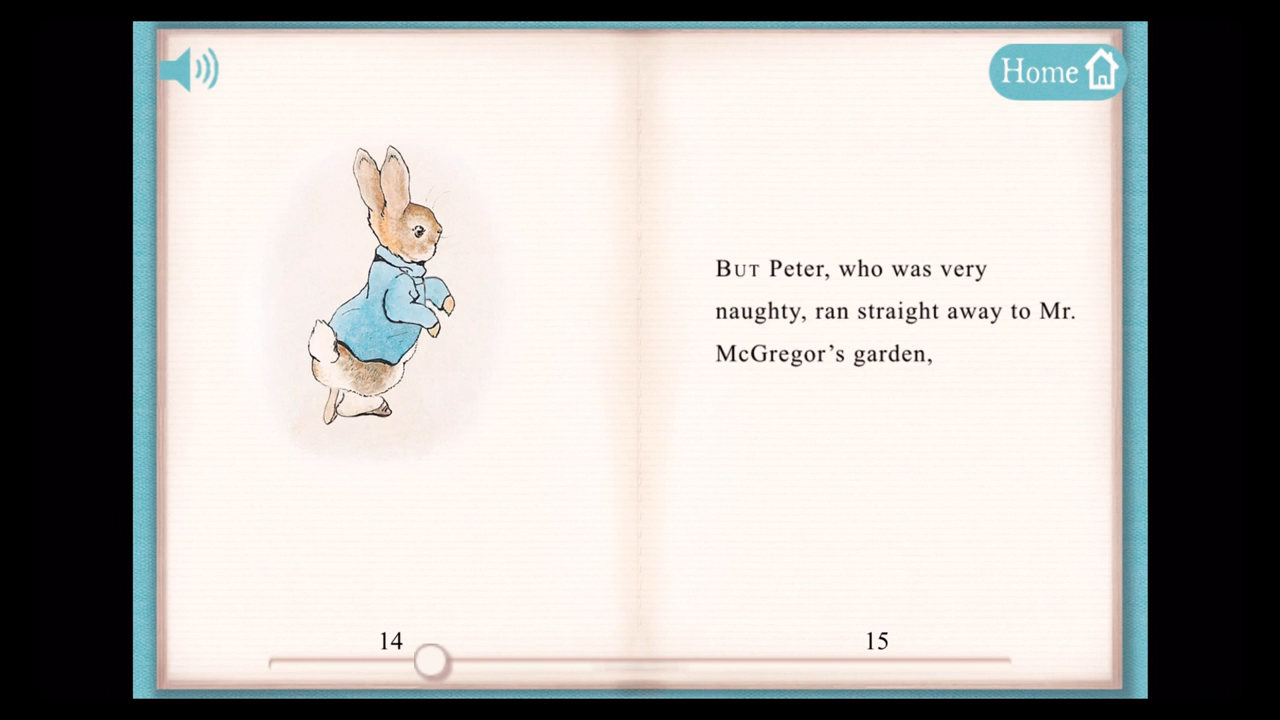 Home
BUT Peter, who was very
naughty, ran straight away to Mr.
McGregor’s garden,
14
15